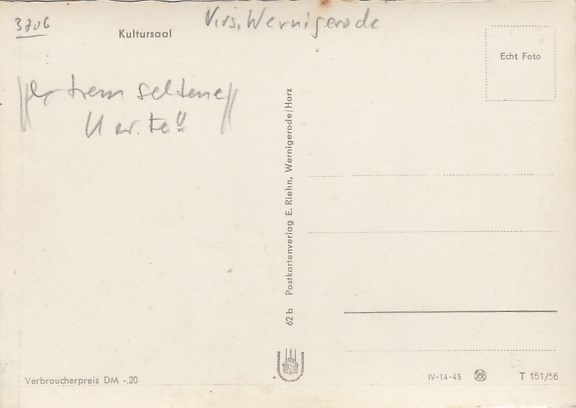 3706
Krs. Wernigerode
Kultursaal
Echt Foto
"extrem seltene
Karte"
62 b Postkartenverlag E. Riehn, Wernigerode/Harz
Verbraucherpreis DM -,20
IV-14-45
T 151/56